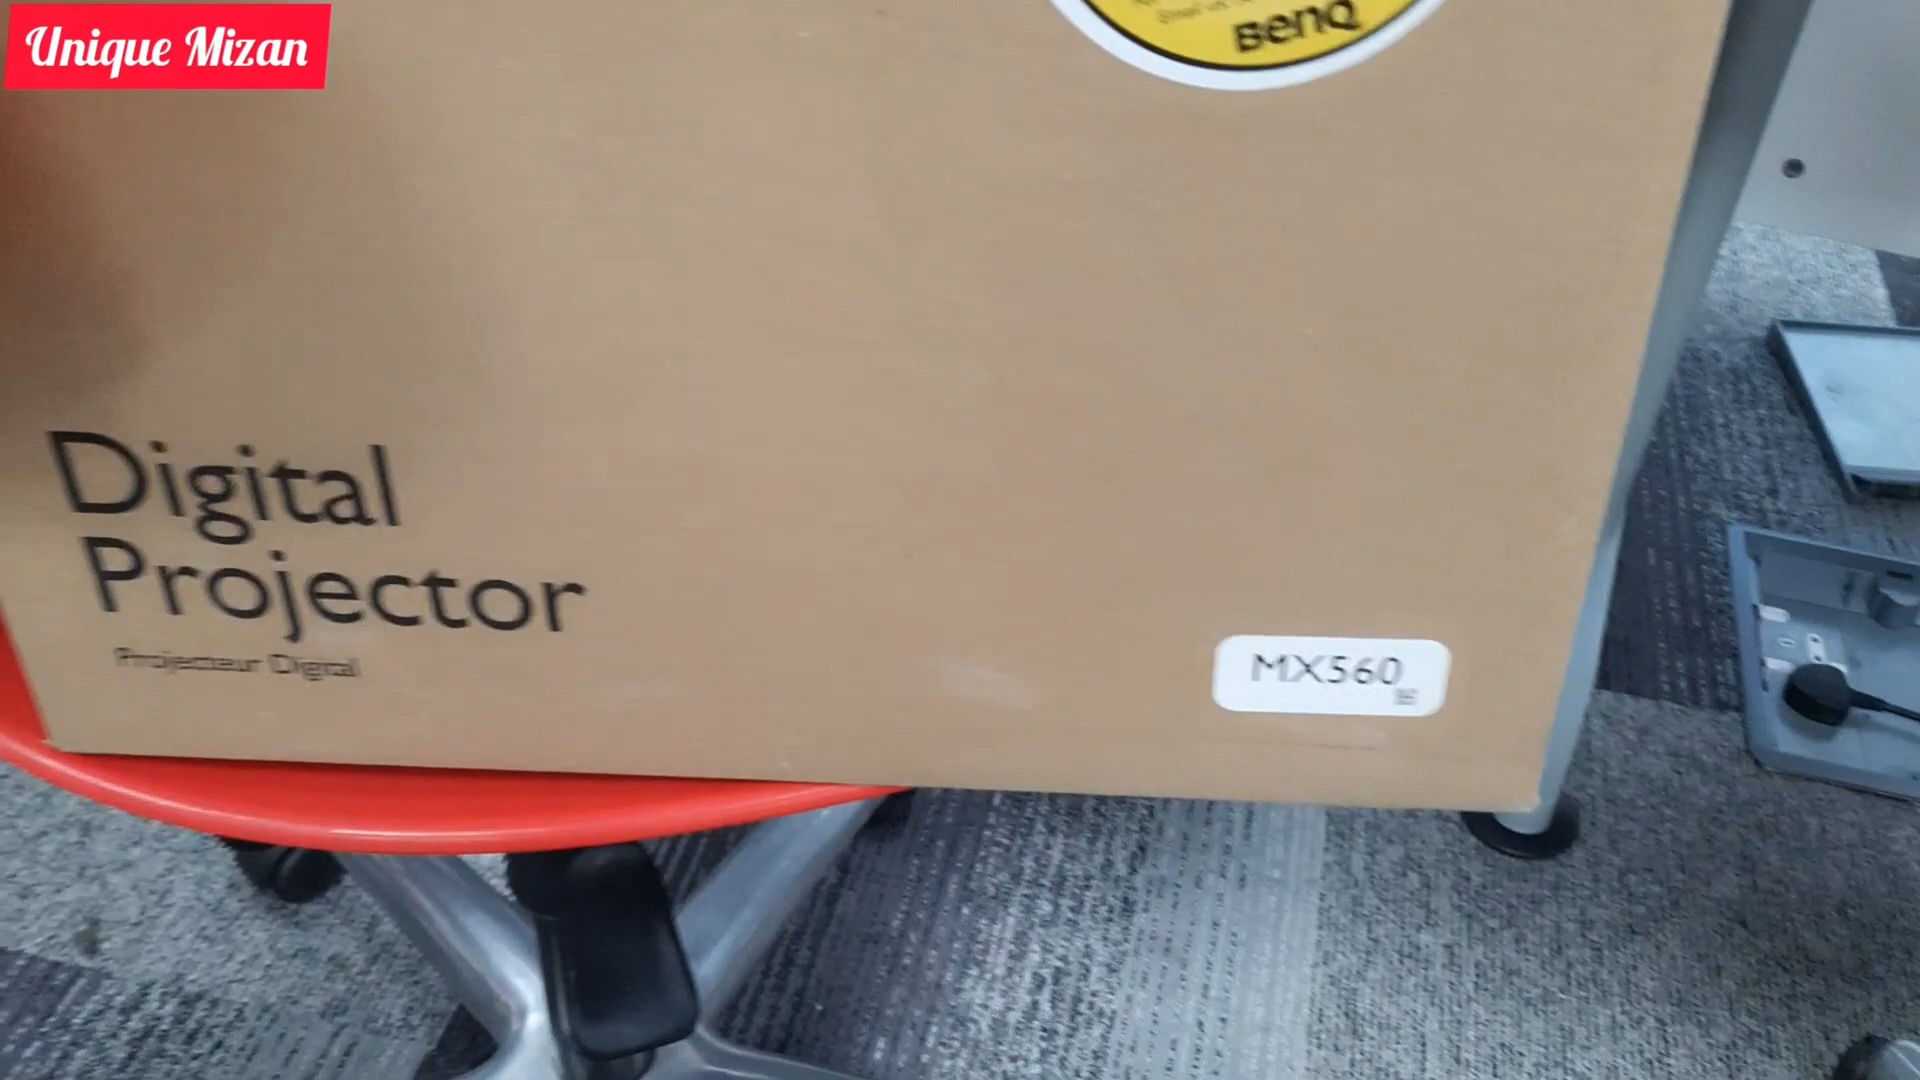 Unique Mizan
BenQ
Digital
Projector
Projecteur Digital
MX560